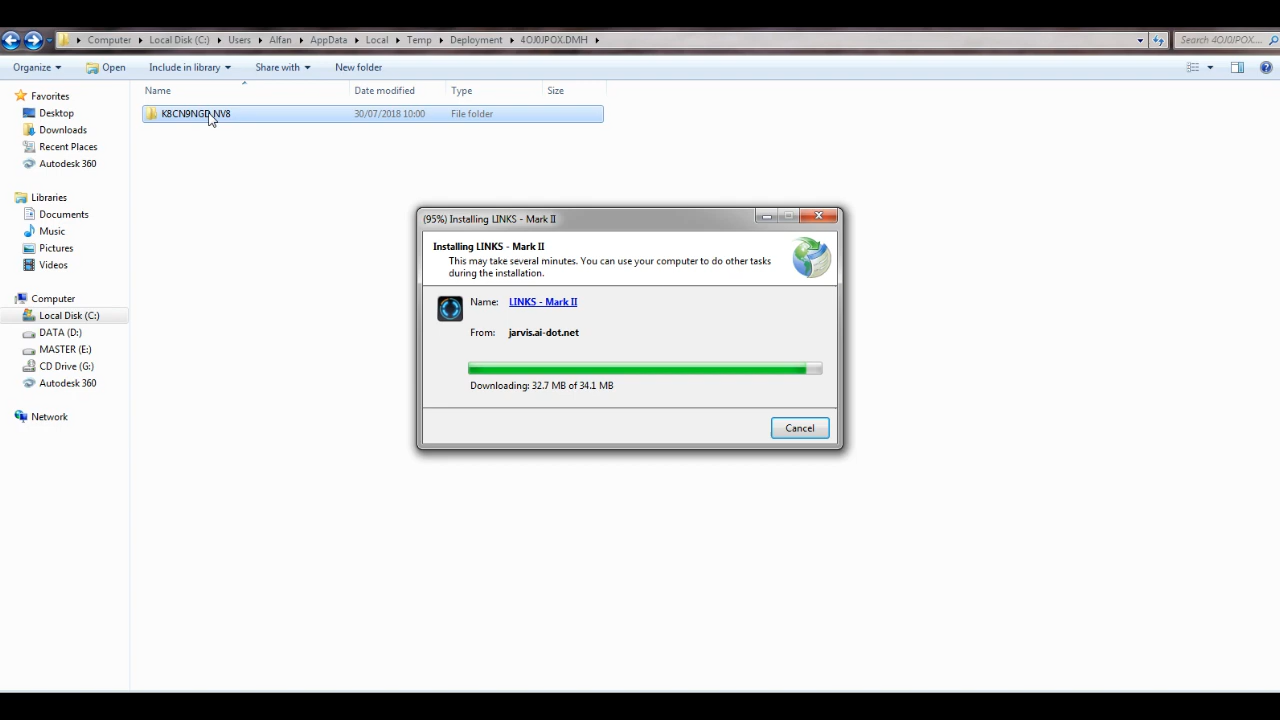 Computer Local Disk (C:) Users Alfan AppData Local Temp Deployment 4OJ0JPOX.DMH
Search 4OJ0JPOX....
Organize Open Include in library Share with New folder
Name Date modified Type Size
K8CN9NGD.NV8 30/07/2018 10:00 File folder
Favorites
Desktop
Downloads
Recent Places
Autodesk 360
Libraries
Documents
Music
Pictures
Videos
Computer
Local Disk (C:)
DATA (D:)
MASTER (E:)
CD Drive (G:)
Autodesk 360
Network
(95%) Installing LINKS - Mark II
Installing LINKS - Mark II
This may take several minutes. You can use your computer to do other tasks
during the installation.
Name: LINKS - Mark II
From: jarvis.ai-dot.net
Downloading: 32.7 MB of 34.1 MB
Cancel